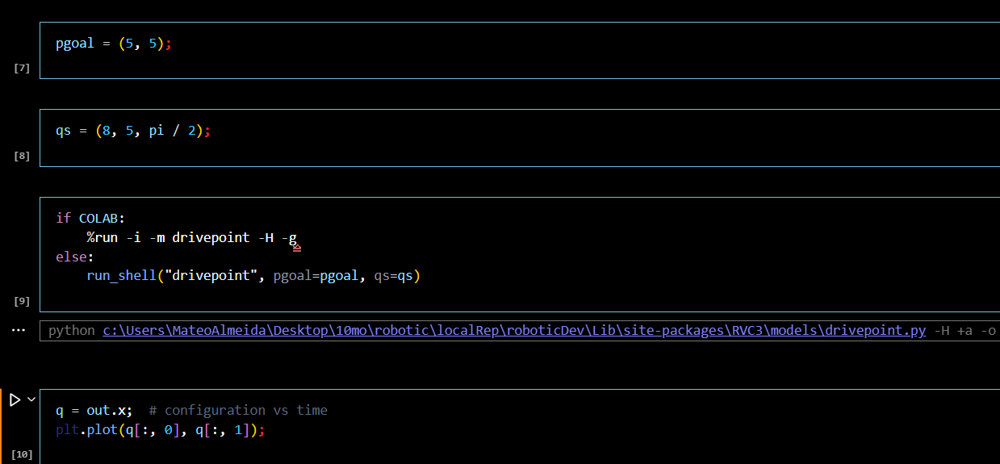 pgoal = (5, 5);
[7]
qs = (8, 5, pi / 2);
[8]
if COLAB:
%run -i -m drivepoint -H -g
else:
run_shell("drivepoint", pgoal=pgoal, qs=qs)
[9]
... python c:\Users\MateoAlmeida\Desktop\10mo\robotic\localRep\roboticDev\Lib\site-packages\RVC3\models\drivepoint.py -H +a -o
q = out.x; # configuration vs time
plt.plot(q[:, 0], q[:, 1]);
[10]